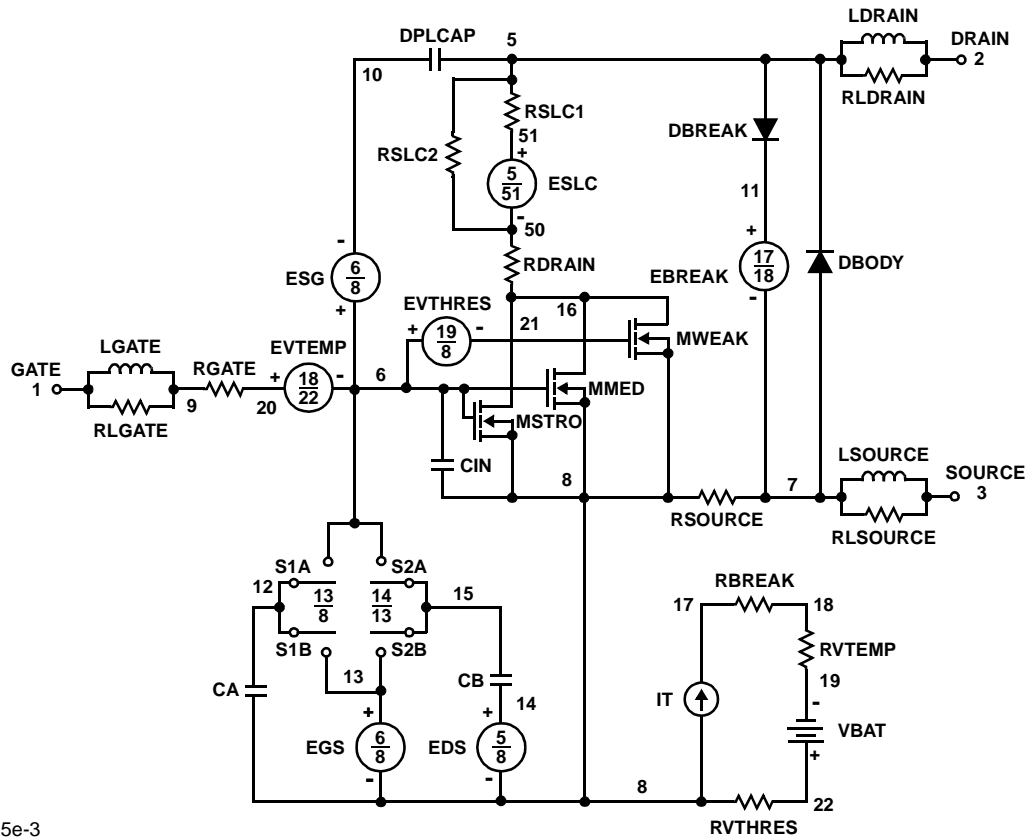 LDRAIN
DPLCAP 5 DRAIN
10 2
RLDRAIN
RSLC1
DBREAK
51
+
RSLC2
5
51
ESLC
11
-
50
-
+
RDRAIN
17
18
EBREAK
DBODY
6
8
ESG
EVTHRES
16
-
+
+ 19 - 21
8
MWEAK
LGATE
EVTEMP
GATE
RGATE
+ 18 - 6
22
MMED
1
9 20
MSTRO
RLGATE
LSOURCE
CIN
8 7
SOURCE
3
RSOURCE
RLSOURCE
S1A S2A
12
13
8
14
13
15
RBREAK
17 18
S1B S2B
RVTEMP
13
CB
19
CA
14
IT
-
+ +
VBAT
EGS 6
8
EDS 5
8
+
- -
8
22
RVTHRES
5e-3